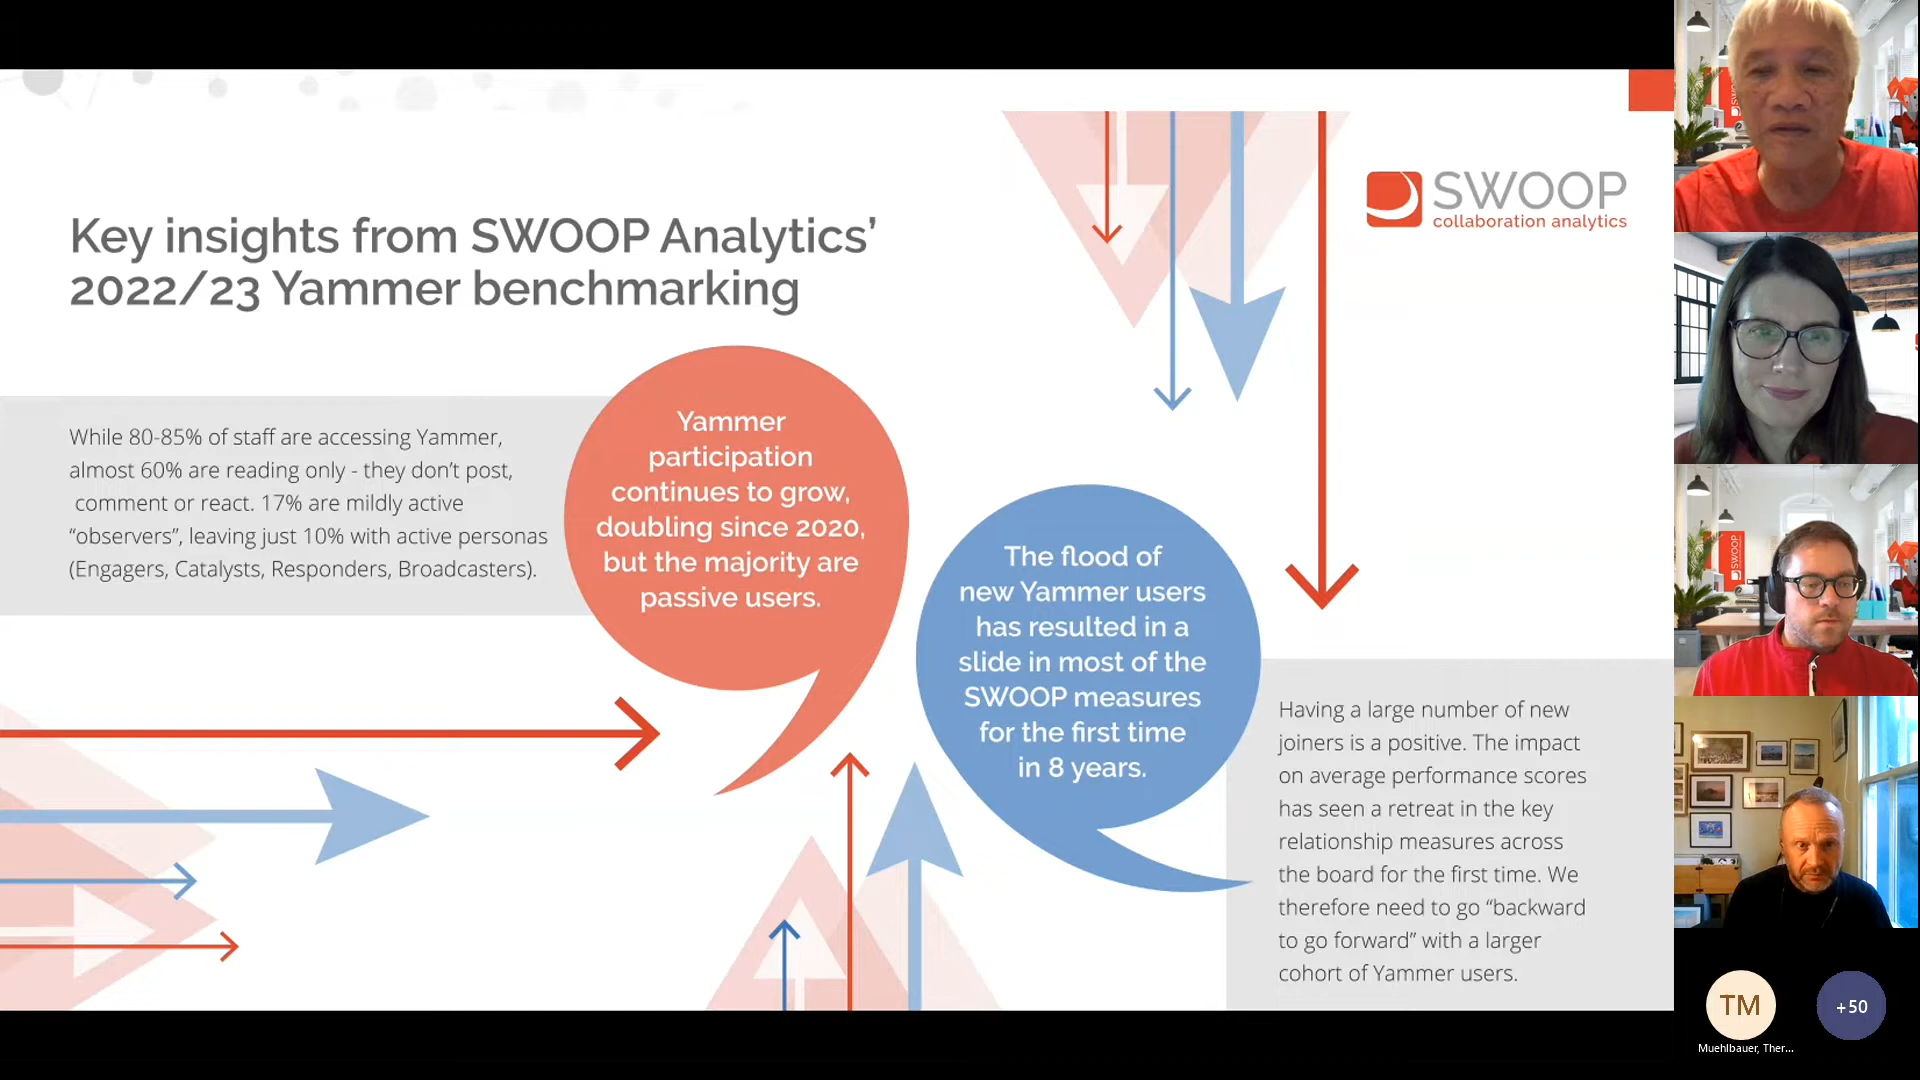 Key insights from SWOOP Analytics’
2022/23 Yammer benchmarking
SWOOP
collaboration analytics
While 80-85% of staff are accessing Yammer,
almost 60% are reading only - they don’t post,
comment or react. 17% are mildly active
“observers”, leaving just 10% with active personas
(Engagers, Catalysts, Responders, Broadcasters).
Yammer
participation
continues to grow,
doubling since 2020,
but the majority are
passive users.
The flood of
new Yammer users
has resulted in a
slide in most of the
SWOOP measures
for the first time
in 8 years.
Having a large number of new
joiners is a positive. The impact
on average performance scores
has seen a retreat in the key
relationship measures across
the board for the first time. We
therefore need to go “backward
to go forward” with a larger
cohort of Yammer users.
TM
+50
Muehlbauer, Ther...